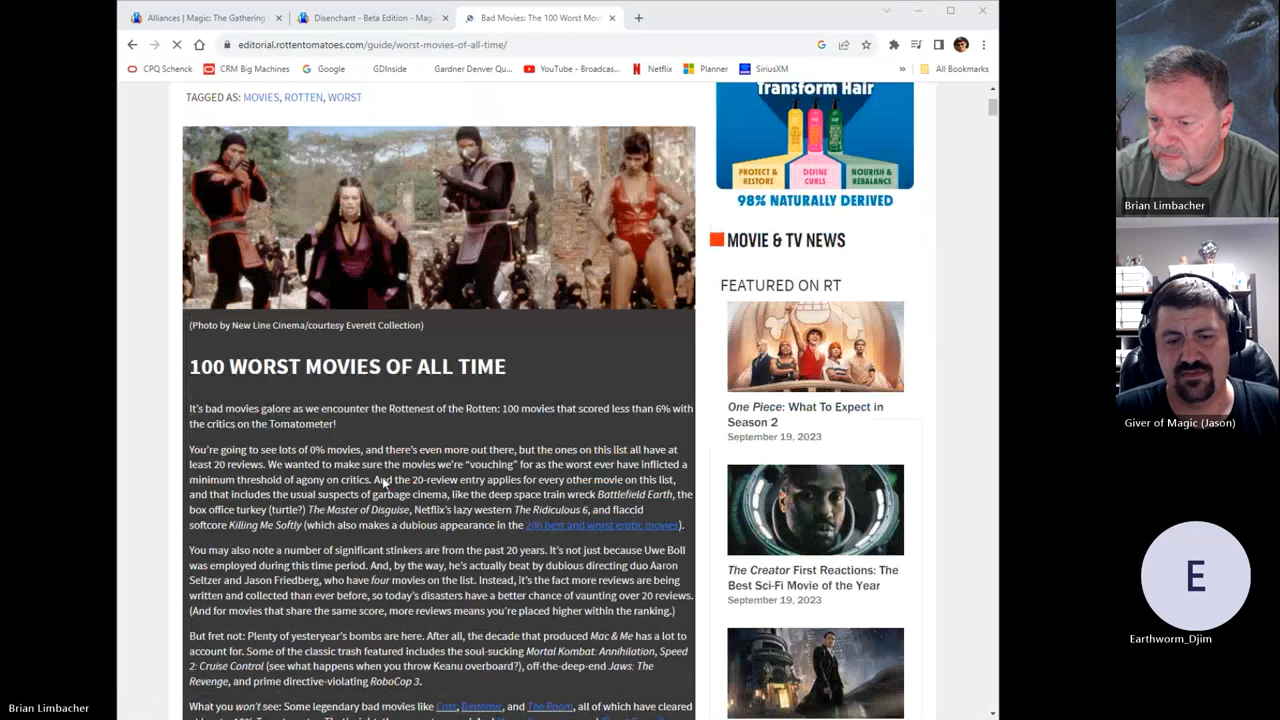 Alliances | Magic: The Gathering
Disenchant - Beta Edition - Mag
Bad Movies: The 100 Worst Movi
editorial.rottentomatoes.com/guide/worst-movies-of-all-time/
CPQ Schenck
CRM Big Machines
Google
GDInside
Gardner Denver Qu...
YouTube - Broadcas...
Netflix
Planner
SiriusXM
All Bookmarks
TAGGED AS: MOVIES, ROTTEN, WORST
(Photo by New Line Cinema/courtesy Everett Collection)
100 WORST MOVIES OF ALL TIME
It's bad movies galore as we encounter the Rottenest of the Rotten: 100 movies that scored less than 6% with
the critics on the Tomatometer!
You're going to see lots of 0% movies, and there's even more out there, but the ones on this list all have at
least 20 reviews. We wanted to make sure the movies we're “vouching” for as the worst ever have inflicted a
minimum threshold of agony on critics. And the 20-review entry applies for every other movie on this list,
and that includes the usual suspects of garbage cinema, like the deep space train wreck Battlefield Earth, the
box office turkey (turtle?) The Master of Disguise, Netflix's lazy western The Ridiculous 6, and flaccid
softcore Killing Me Softly (which also makes a dubious appearance in the 200 best and worst erotic movies).
You may also note a number of significant stinkers are from the past 20 years. It's not just because Uwe Boll
was employed during this time period. And, by the way, he's actually beat by dubious directing duo Aaron
Seltzer and Jason Friedberg, who have four movies on the list. Instead, it's the fact more reviews are being
written and collected than ever before, so today's disasters have a better chance of vaunting over 20 reviews.
(And for movies that share the same score, more reviews means you're placed higher within the ranking.)
But fret not: Plenty of yesteryear's bombs are here. After all, the decade that produced Mac & Me has a lot to
account for. Some of the classic trash featured includes the soul-sucking Mortal Kombat: Annihilation, Speed
2: Cruise Control (see what happens when you throw Keanu overboard?), off-the-deep-end Jaws: The
Revenge, and prime directive-violating RoboCop 3.
What you won't see: Some legendary bad movies like Cats, Birdemic, and The Room, all of which have cleared
Transform Hair
PROTECT &
RESTORE
DEFINE
CURLS
NOURISH &
REBALANCE
98% NATURALLY DERIVED
MOVIE & TV NEWS
FEATURED ON RT
One Piece: What To Expect in
Season 2
September 19, 2023
The Creator First Reactions: The
Best Sci-Fi Movie of the Year
September 19, 2023
Brian Limbacher
Giver of Magic (Jason)
E
Earthworm_Djim
Brian Limbacher